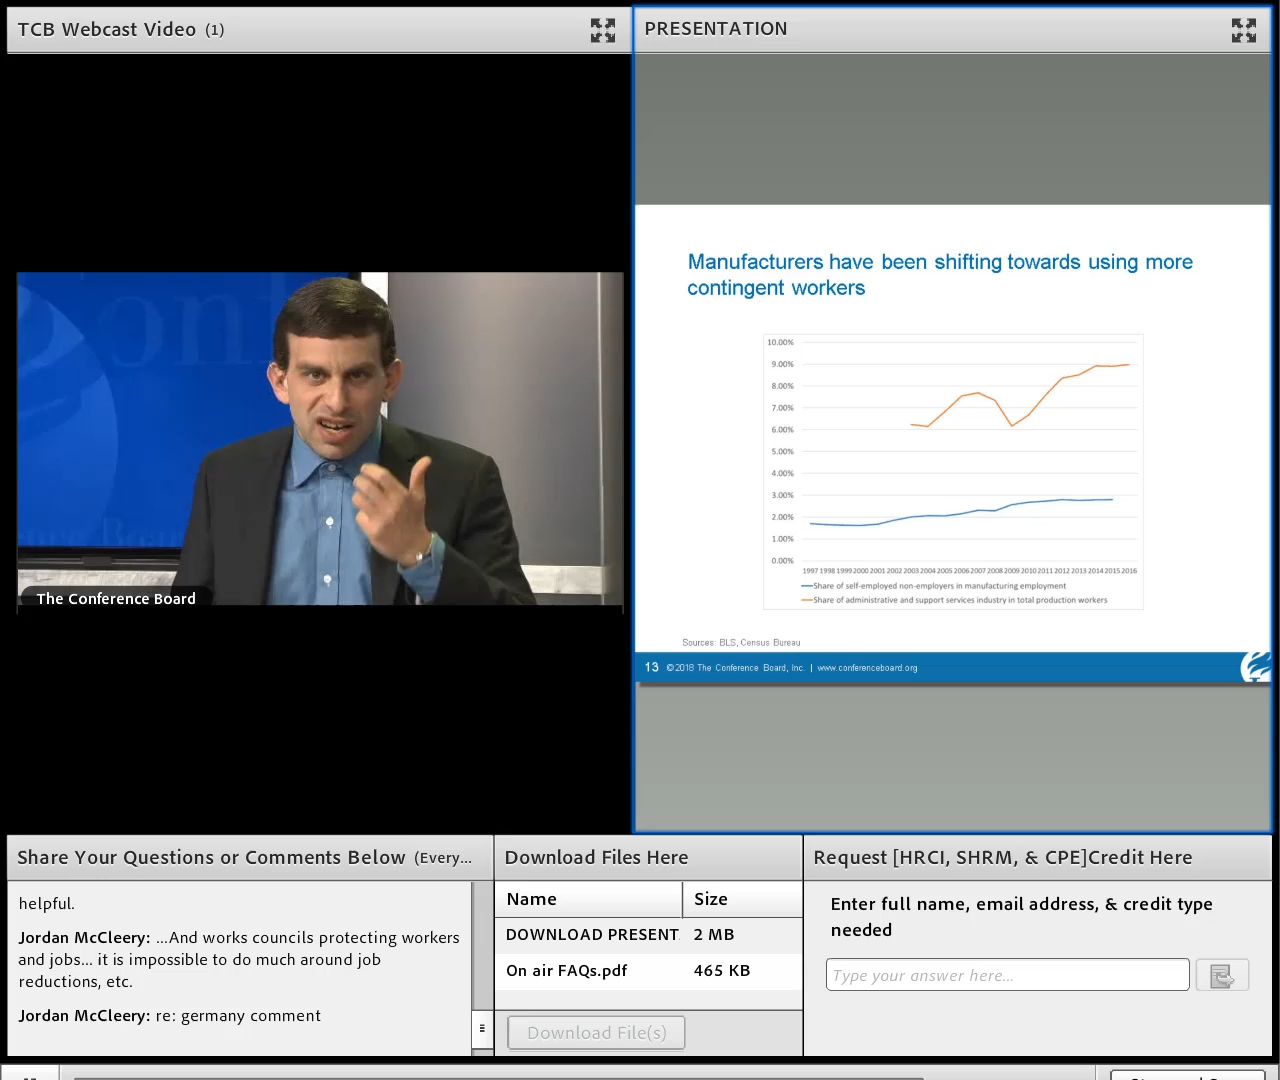 TCB Webcast Video (1)
The Conference Board
PRESENTATION
Manufacturers have been shifting towards using more
contingent workers
10.00%
9.00%
8.00%
7.00%
6.00%
5.00%
4.00%
3.00%
2.00%
1.00%
0.00%
1997 1998 1999 2000 2001 2002 2003 2004 2005 2006 2007 2008 2009 2010 2011 2012 2013 2014 2015 2016
Share of self-employed non-employers in manufacturing employment
Share of administrative and support services industry in total production workers
Sources: BLS, Census Bureau
13 © 2018 The Conference Board, Inc. | www.conferenceboard.org
Share Your Questions or Comments Below (Every...
helpful.
Jordan McCleery: ...And works councils protecting workers
and jobs... it is impossible to do much around job
reductions, etc.
Jordan McCleery: re: germany comment
Download Files Here
Name Size
DOWNLOAD PRESENT 2 MB
On air FAQs.pdf 465 KB
Download File(s)
Request [HRCI, SHRM, & CPE]Credit Here
Enter full name, email address, & credit type
needed
Type your answer here...